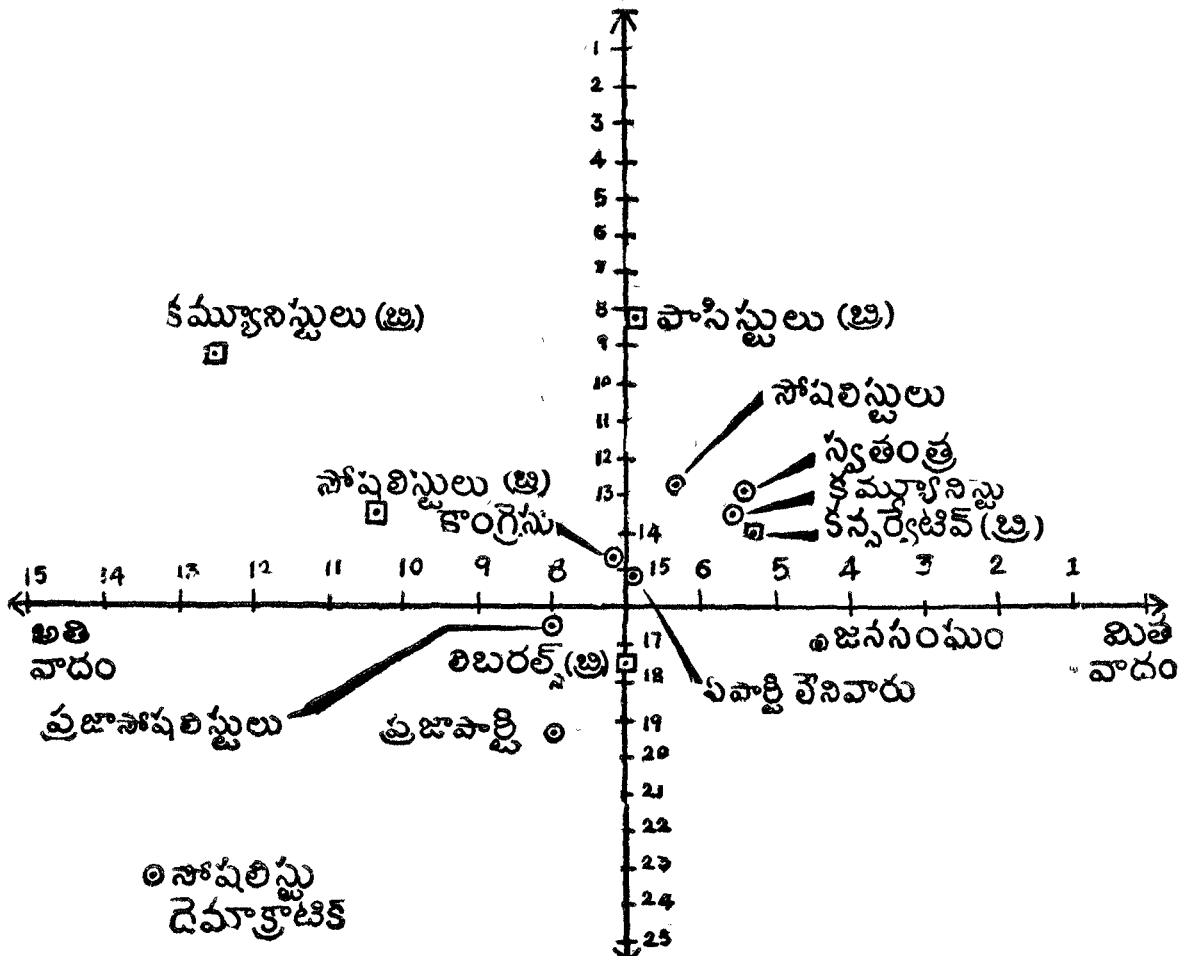 1
2
3
4
5
6
7
8
9
10
11
12
13
14
కమ్యూనిస్టులు (బ్రి)
ఫాసిస్టులు (బ్రి)
సోషలిస్టులు
స్వతంత్ర
కమ్యూనిస్టు
కన్సర్వేటివ్ (బ్రి)
సోషలిస్టులు (బ్రి)
కాంగ్రెసు
15 14 13 12 11 10 9 8 15 6 5 4 3 2 1
అతి
వాదం
జనసంఘం
మిత
వాదం
17
లిబరల్స్ (బ్రి)
18
ఏపార్టీ లేనివారు
ప్రజాసోషలిస్టులు
ప్రజాపార్టీ
19
20
21
22
23
24
25
సోషలిస్టు
డెమాక్రాటిక్